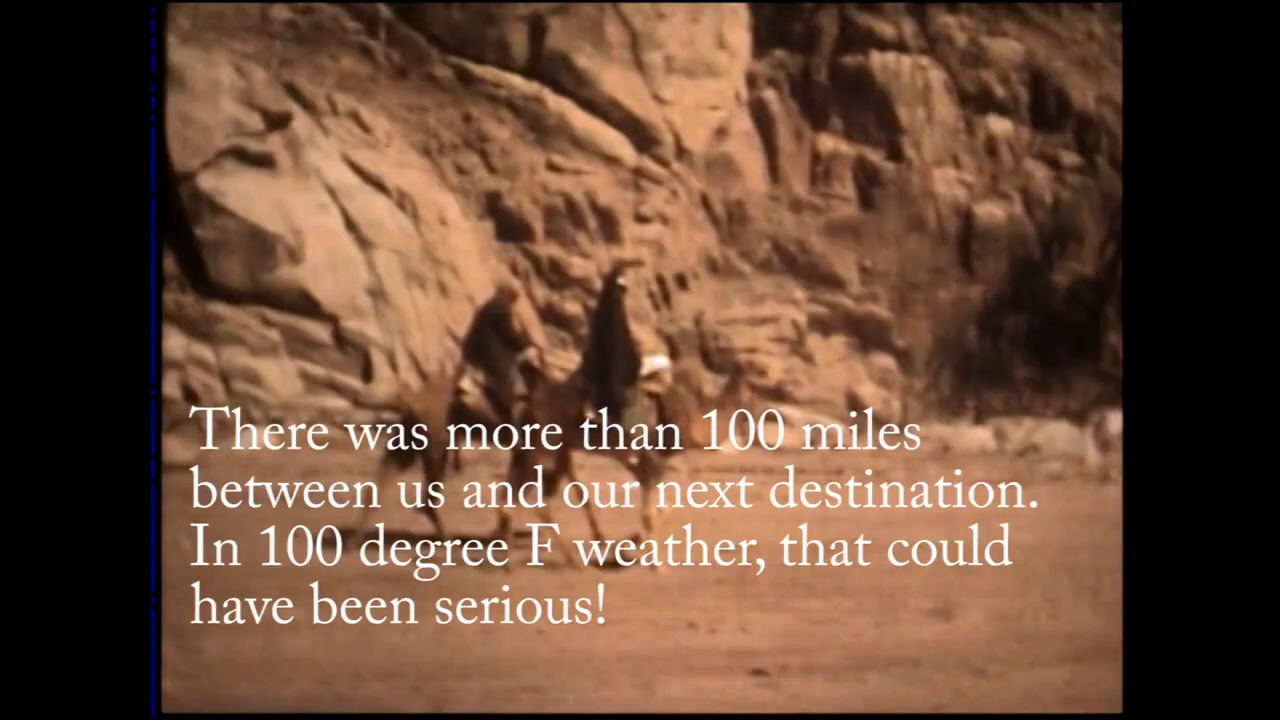 There was more than 100 miles
between us and our next destination.
In 100 degree F weather, that could
have been serious!